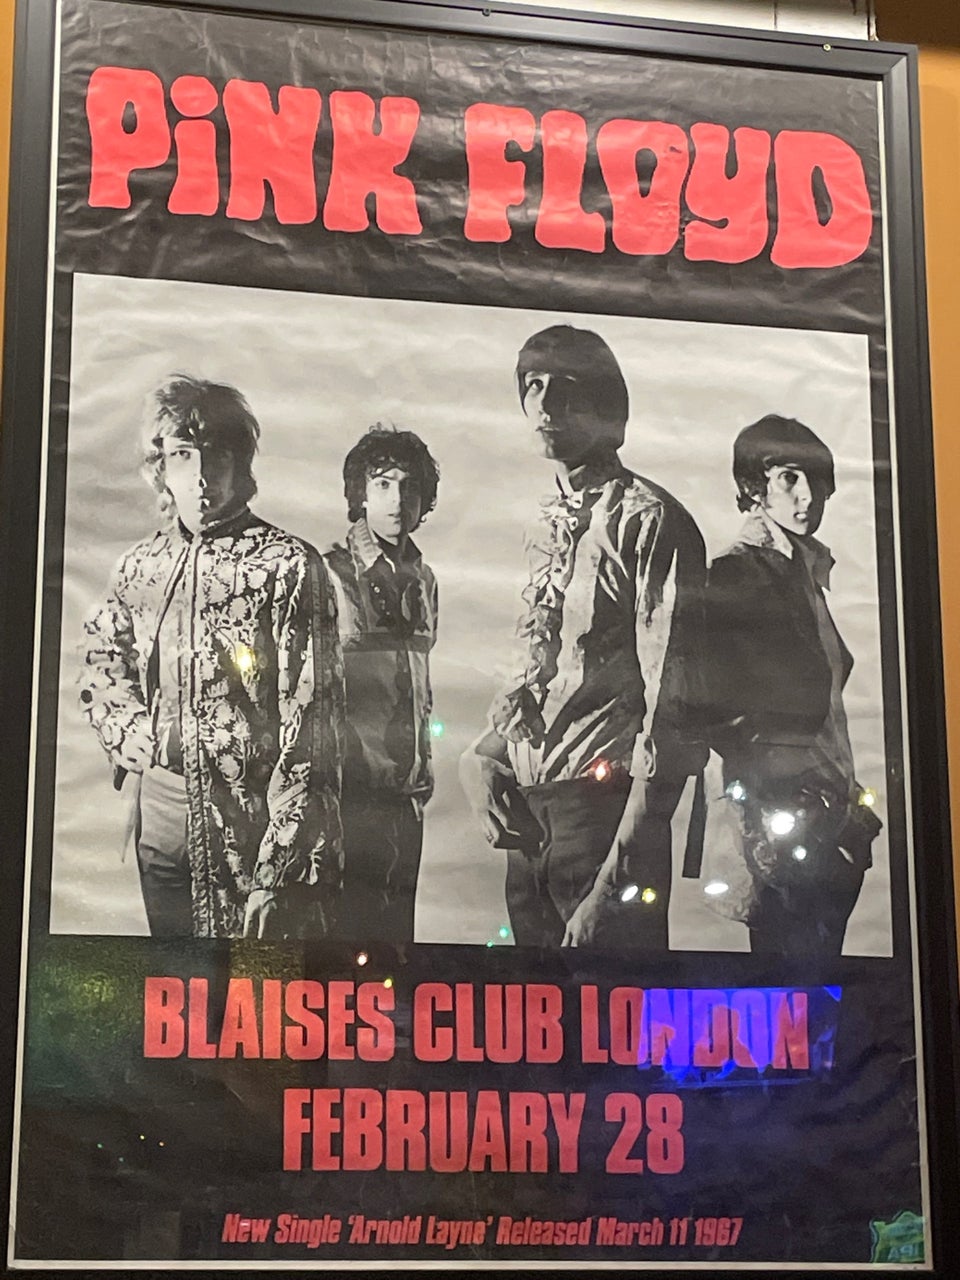 PiNK FLOYD
BLAISES CLUB LONDON
FEBRUARY 28
New Single 'Arnold Layne' Released March 11 1967